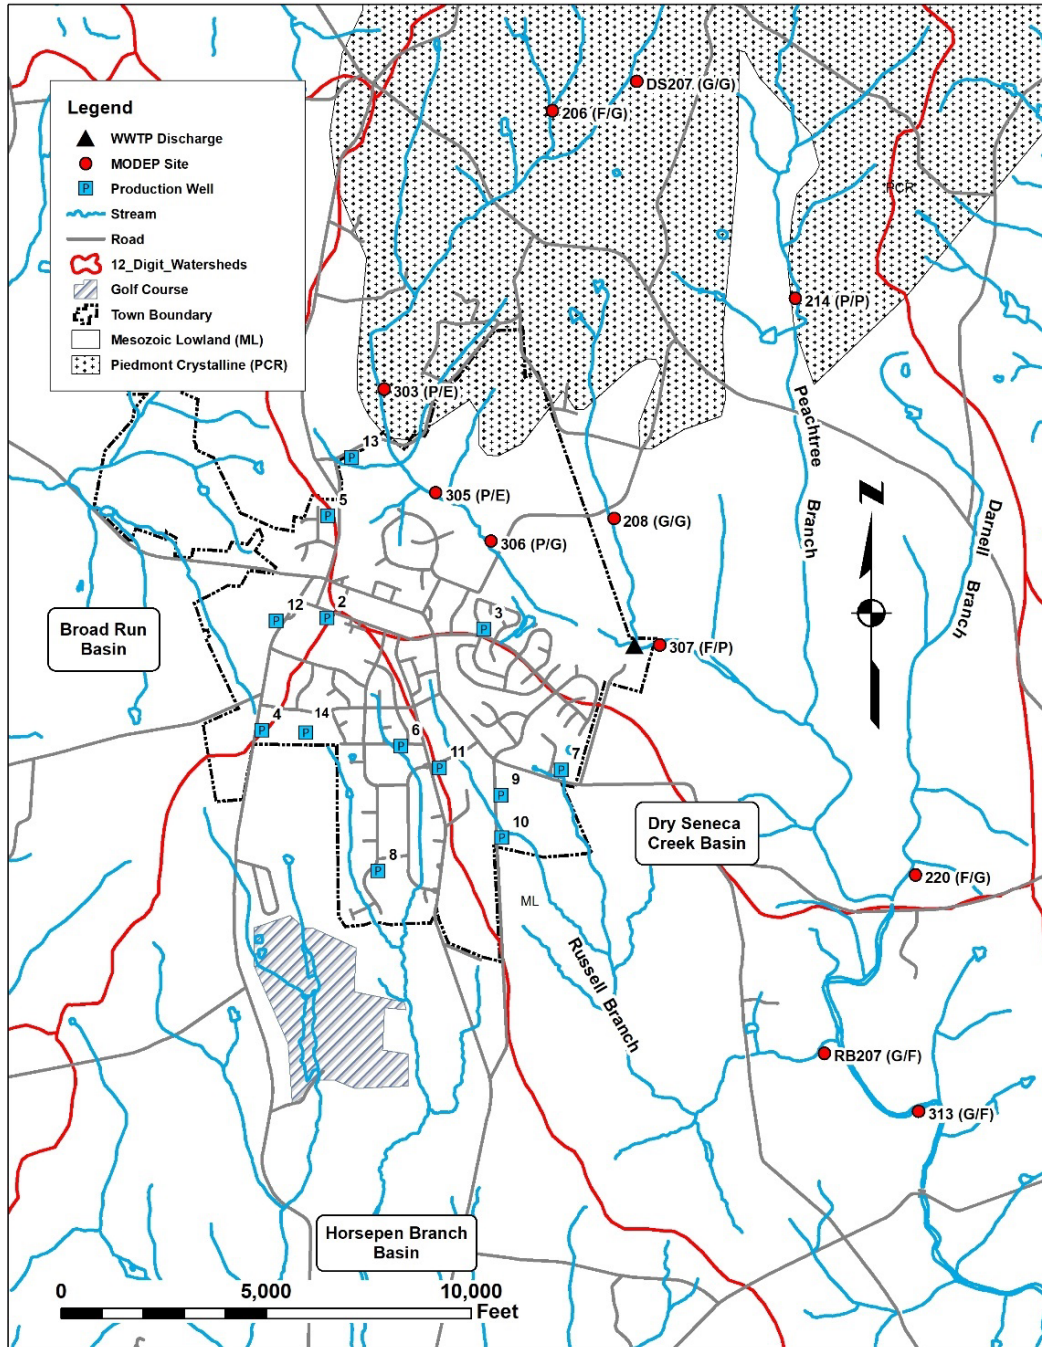 DS207 (G/G)
Legend
206 (F/G)
WWTP Discharge
MODEP Site
Production Well
PCR
Stream
Road
12_Digit_Watersheds
Golf Course
214 (P/P)
Town Boundary
Mesozoic Lowland (ML)
Piedmont Crystalline (PCR)
303 (P/E)
Peachtree
Branch
13
P
N
5
P
305 (P/E)
208 (G/G)
Darnell
Branch
306 (P/G)
12
P
2
P
3
P
Broad Run
Basin
307 (F/P)
4
P
14
P
6
P
11
P
7
P
9
P
10
P
Dry Seneca
Creek Basin
8
P
220 (F/G)
ML
Russell
Branch
RB207 (G/F)
313 (G/F)
Horsepen Branch
Basin
0 5,000 10,000
Feet